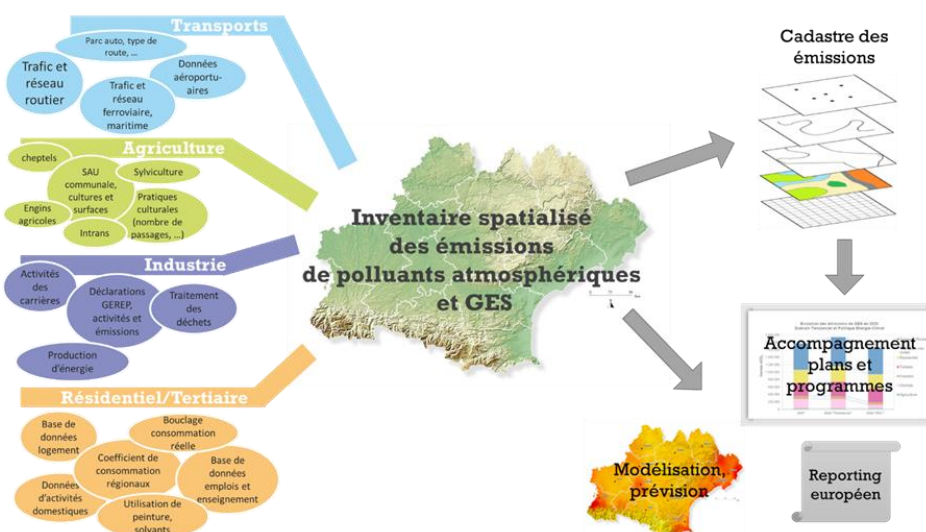 Transports
Parc auto, type de
route, ...
Trafic et
réseau
routier
Données
aéroportu-
aires
Trafic et
réseau
ferroviaire,
maritime
Agriculture
cheptels
Sylviculture
SAU
communale,
cultures et
surfaces
Engins
agricoles
Pratiques
culturales
(nombre de
passages, ...)
Intrans
Industrie
Activités
des
carrières
Déclarations
GEREP,
activités et
émissions
Traitement
des
déchets
Production
d'énergie
Résidentiel/Tertiaire
Base de
données
logement
Bouclage
consommation
réelle
Coefficient de
consommation
régionaux
Base de
données
emplois et
enseignement
Données
d'activités
domestiques
Utilisation de
peinture,
solvants
Inventaire spatialisé
des émissions
de polluants atmosphériques
et GES
Cadastre des
émissions
Accompagnement
plans et
programmes
Modélisation,
prévision
Reporting
européen